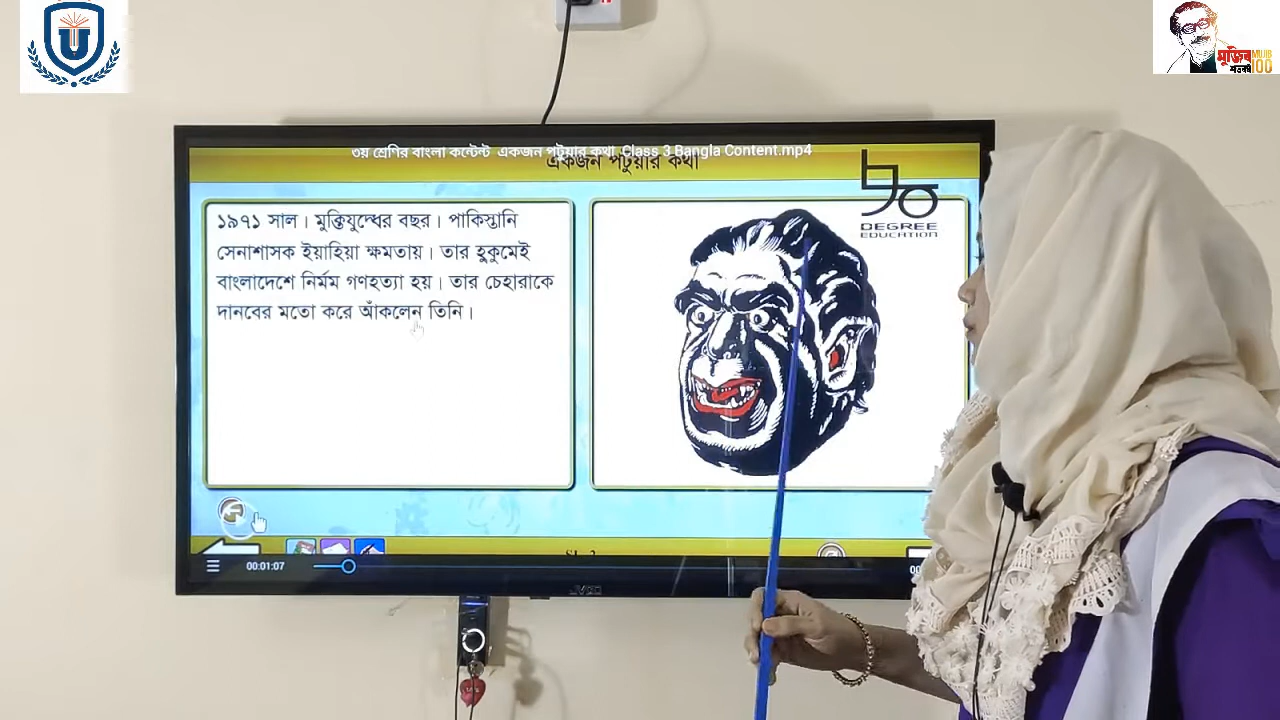 U
মুজিব MUJIB
শতবর্ষ 100
৩য় শ্রেণির বাংলা কন্টেন্ট একজন পটুয়ার কথা Class 3 Bangla Content.mp4
একজন পটুয়ার কথা
১৯৭১ সাল। মুক্তিযুদ্ধের বছর। পাকিস্তানি
সেনাশাসক ইয়াহিয়া ক্ষমতায়। তার হুকুমেই
বাংলাদেশে নির্মম গণহত্যা হয়। তার চেহারাকে
দানবের মতো করে আঁকলেন তিনি।
DEGREE
EDUCATION
00:01:07